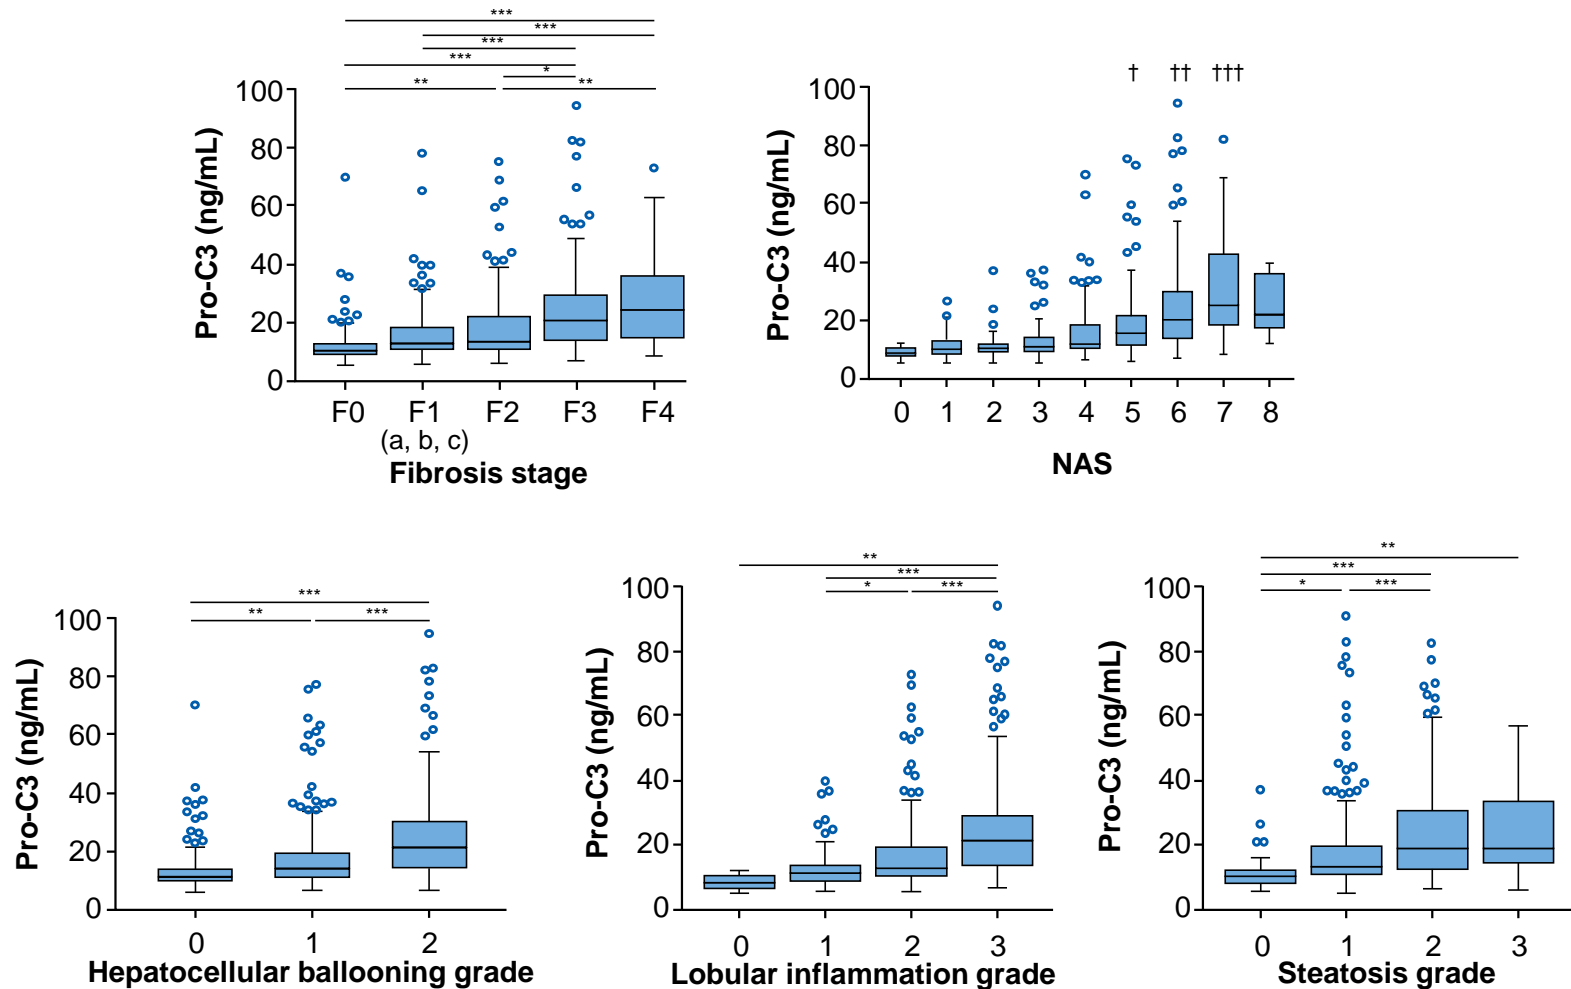 ***
***
***
***
*
**
**
Pro-C3 (ng/mL)
100
80
60
40
20
0
F0 F1 F2 F3 F4
(a, b, c)
Fibrosis stage
† †† †††
Pro-C3 (ng/mL)
100
80
60
40
20
0
0 1 2 3 4 5 6 7 8
NAS
***
** ***
Pro-C3 (ng/mL)
100
80
60
40
20
0
0 1 2
Hepatocellular ballooning grade
**
***
* ***
Pro-C3 (ng/mL)
100
80
60
40
20
0
0 1 2 3
Lobular inflammation grade
**
***
* ***
Pro-C3 (ng/mL)
100
80
60
40
20
0
0 1 2 3
Steatosis grade